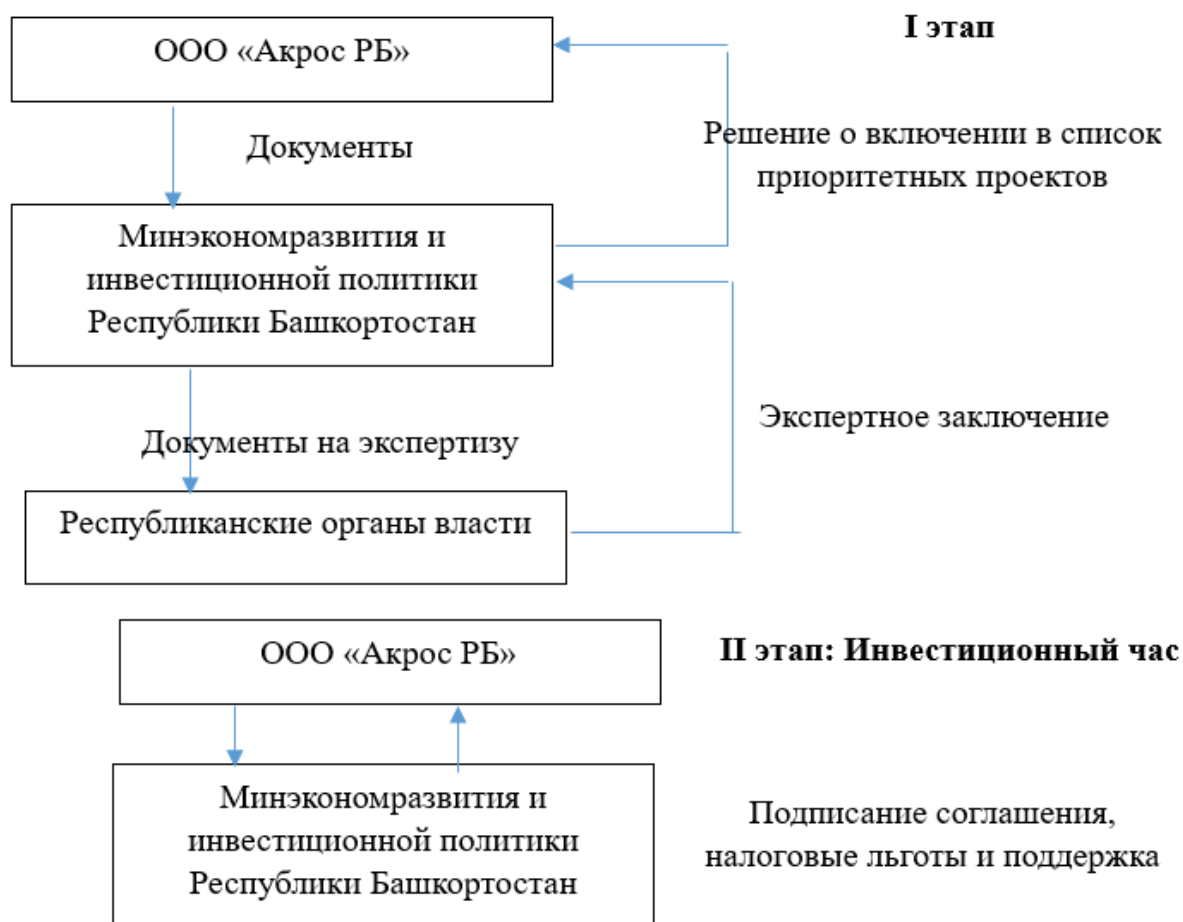 I этап
ООО «Акрос РБ»
Документы
Решение о включении в список
приоритетных проектов
Минэкономразвития и
инвестиционной политики
Республики Башкортостан
Экспертное заключение
Документы на экспертизу
Республиканские органы власти
ООО «Акрос РБ»
II этап: Инвестиционный час
Минэкономразвития и
инвестиционной политики
Республики Башкортостан
Подписание соглашения,
налоговые льготы и поддержка